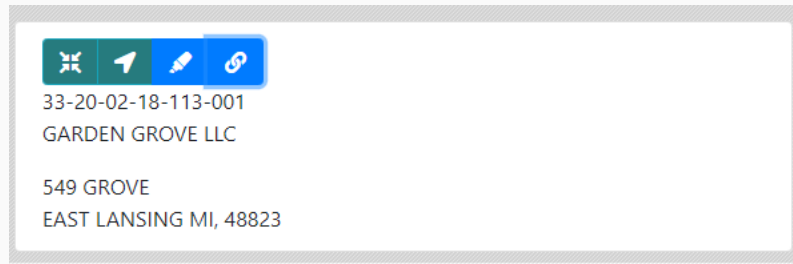 33-20-02-18-113-001
GARDEN GROVE LLC
549 GROVE
EAST LANSING MI, 48823